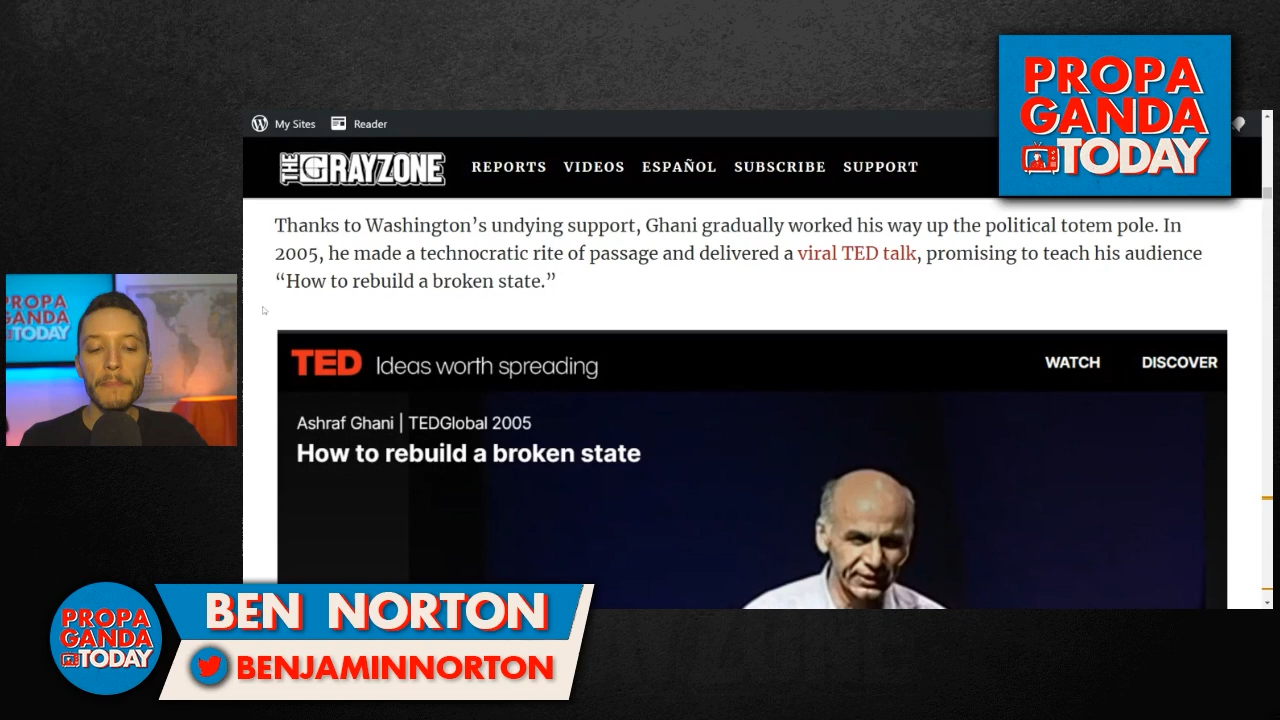 My Sites
Reader
THE GRAYZONE
REPORTS VIDEOS ESPAÑOL SUBSCRIBE SUPPORT
PROPA
GANDA
TODAY
Thanks to Washington’s undying support, Ghani gradually worked his way up the political totem pole. In
2005, he made a technocratic rite of passage and delivered a viral TED talk, promising to teach his audience
“How to rebuild a broken state.”
PROPA
GANDA
TODAY
TED Ideas worth spreading
WATCH DISCOVER
Ashraf Ghani | TEDGlobal 2005
How to rebuild a broken state
PROPA
GANDA
TODAY
BEN NORTON
BENJAMINNORTON